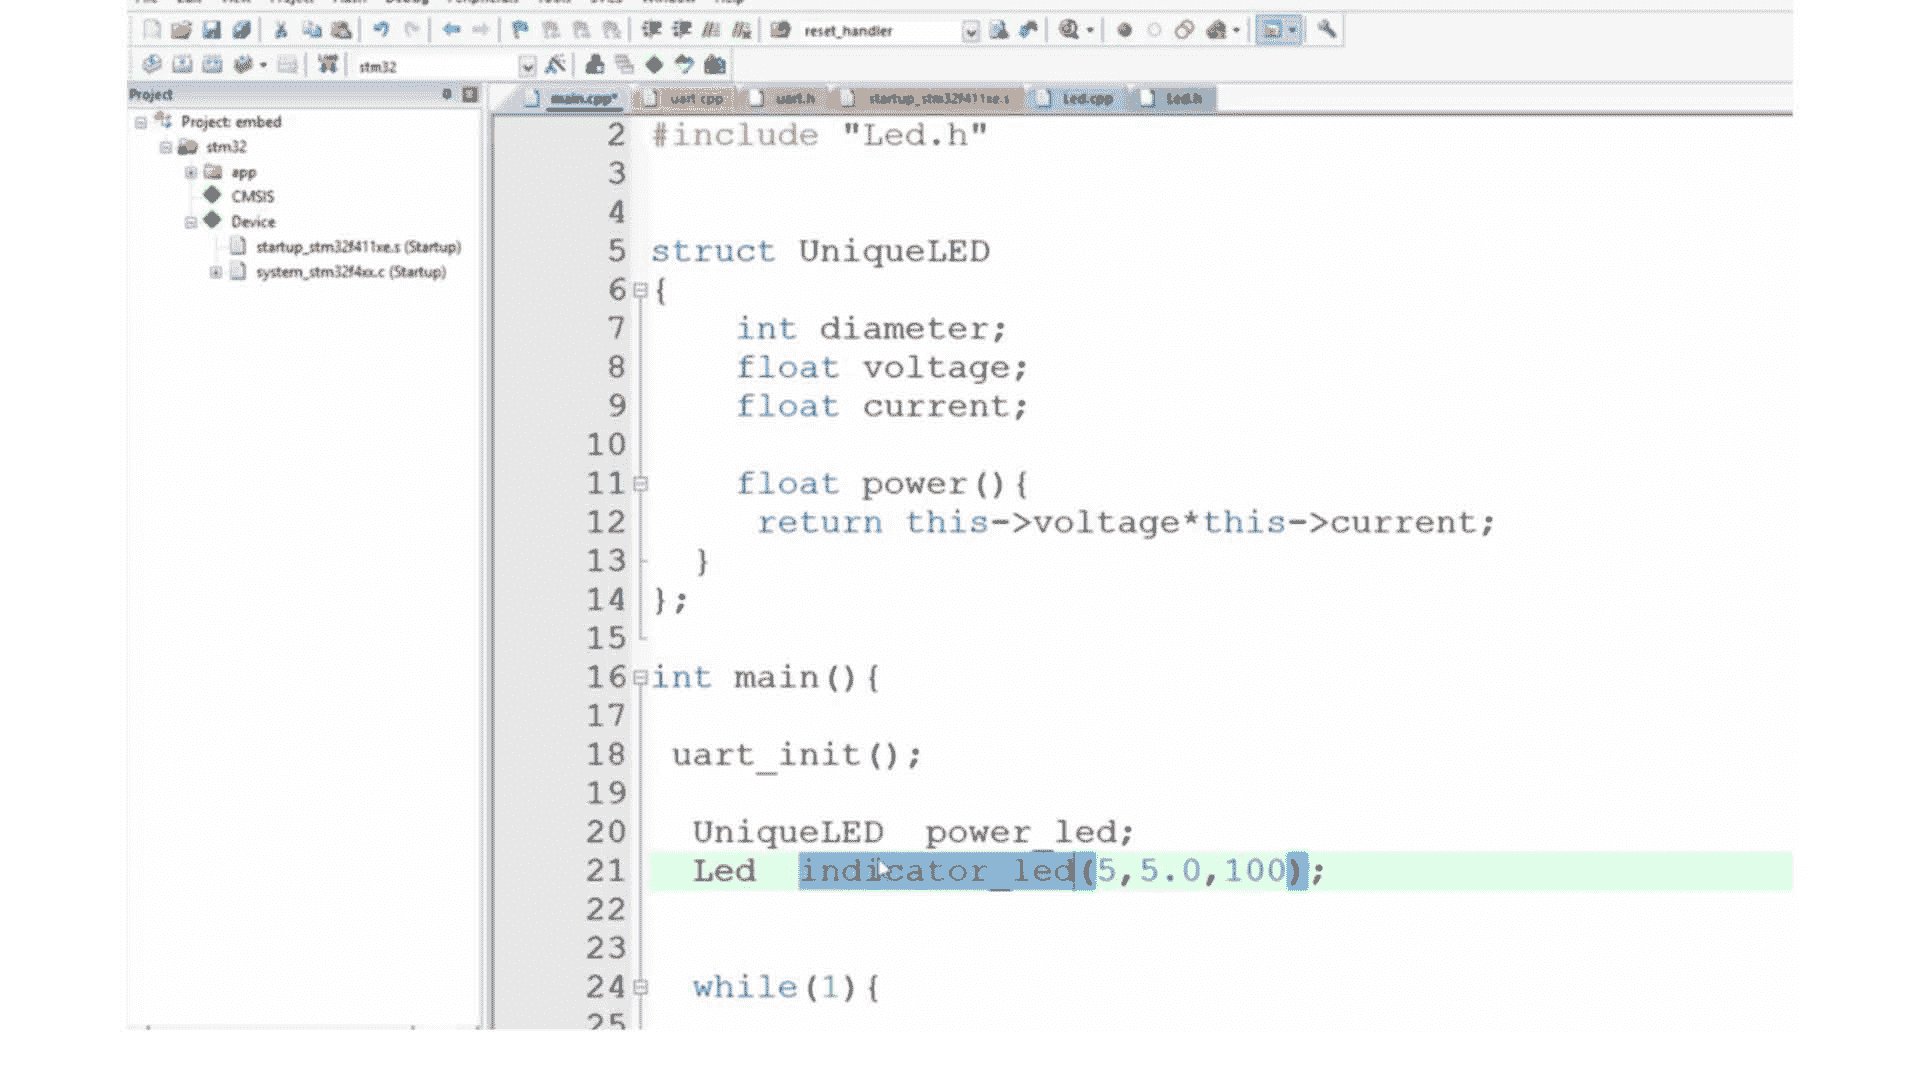 reset_handler
stm32
Project
Project: embed
stm32
app
CMSIS
Device
startup_stm32f411xe.s (Startup)
system_stm32f4xx.c (Startup)
main.cpp* uart.cpp uart.h startup_stm32f411xe.s Led.cpp Led.h
2 #include "Led.h"
3
4
5 struct UniqueLED
6 {
7 int diameter;
8 float voltage;
9 float current;
10
11 float power(){
12 return this->voltage*this->current;
13 }
14 };
15
16 int main(){
17
18 uart_init();
19
20 UniqueLED power_led;
21 Led indicator_led(5,5.0,100);
22
23
24 while(1){
25